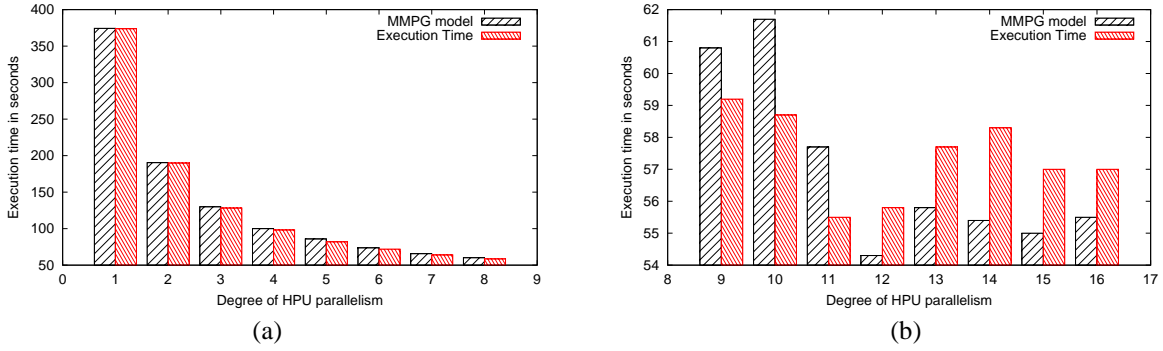 Execution time in seconds
400
350
300
250
200
150
100
50
MMPG model
Execution Time
0 1 2 3 4 5 6 7 8 9
Degree of HPU parallelism
(a)
Execution time in seconds
62
61
60
59
58
57
56
55
54
MMPG model
Execution Time
8 9 10 11 12 13 14 15 16 17
Degree of HPU parallelism
(b)